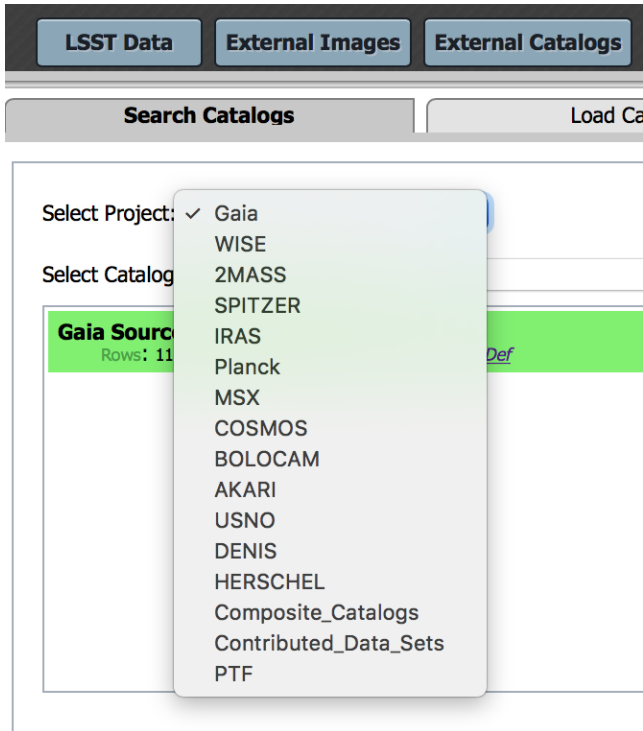 LSST Data External Images External Catalogs
Search Catalogs Load Ca
Select Project: ✓ Gaia
WISE
Select Catalog 2MASS
SPITZER
Gaia Sourc IRAS
Rows: 11 Planck Def
MSX
COSMOS
BOLOCAM
AKARI
USNO
DENIS
HERSCHEL
Composite_Catalogs
Contributed_Data_Sets
PTF